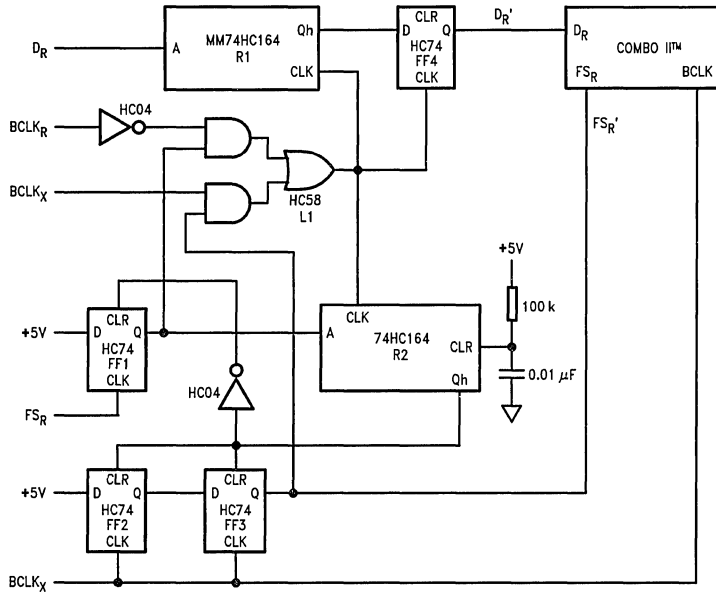 D_R
A
MM74HC164
R1
Qh
CLK
CLR
D
Q
HC74
FF4
CLK
D_R'
D_R
COMBO II™
FS_R
BCLK
FS_R'
BCLK_R
HC04
BCLK_X
HC58
L1
+5V
100 k
0.01 μF
CLK
A
74HC164
R2
CLR
Qh
+5V
CLR
D
Q
HC74
FF1
CLK
FS_R
HC04
+5V
CLR
D
Q
HC74
FF2
CLK
CLR
D
Q
HC74
FF3
CLK
BCLK_X